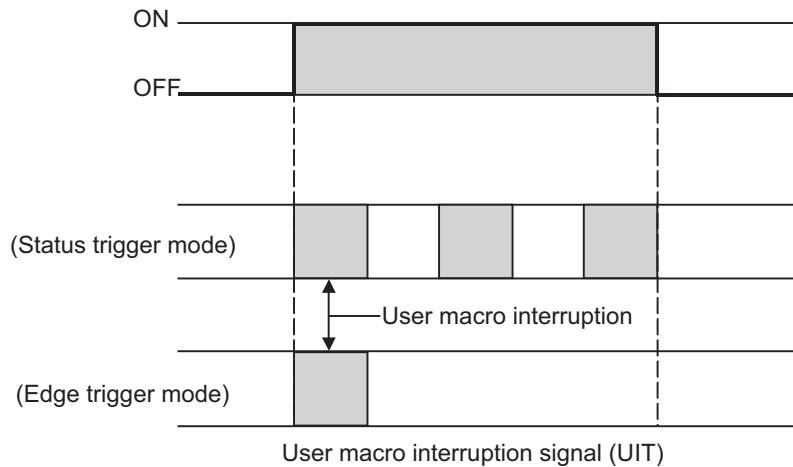 ON
OFF
(Status trigger mode)
User macro interruption
(Edge trigger mode)
User macro interruption signal (UIT)